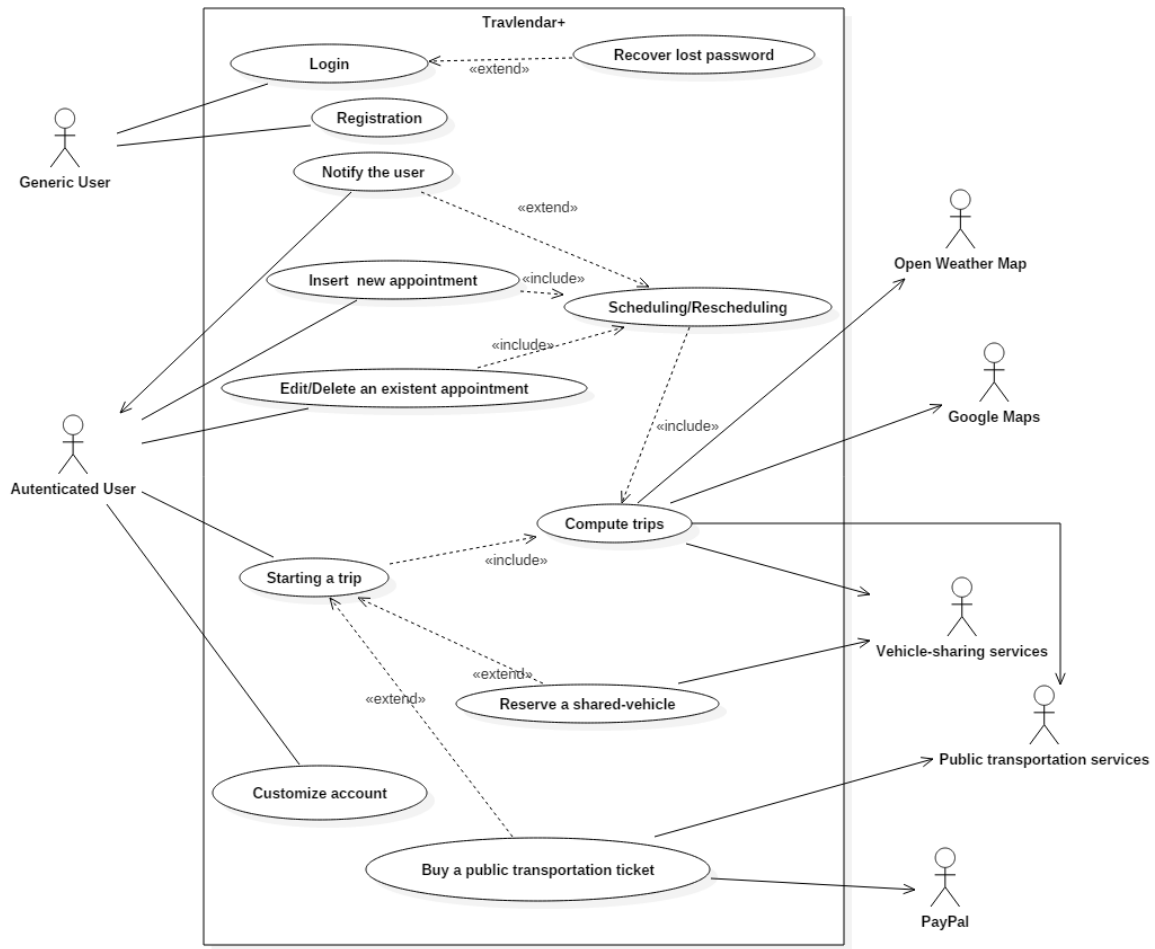 Travlendar+
Login
«extend»
Recover lost password
Registration
Generic User
Notify the user
«extend»
Open Weather Map
Insert  new appointment
«include»
Scheduling/Rescheduling
«include»
Edit/Delete an existent appointment
Google Maps
«include»
Autenticated User
Compute trips
«include»
Starting a trip
Vehicle-sharing services
«extend»
«extend»
Reserve a shared-vehicle
Public transportation services
Customize account
Buy a public transportation ticket
PayPal